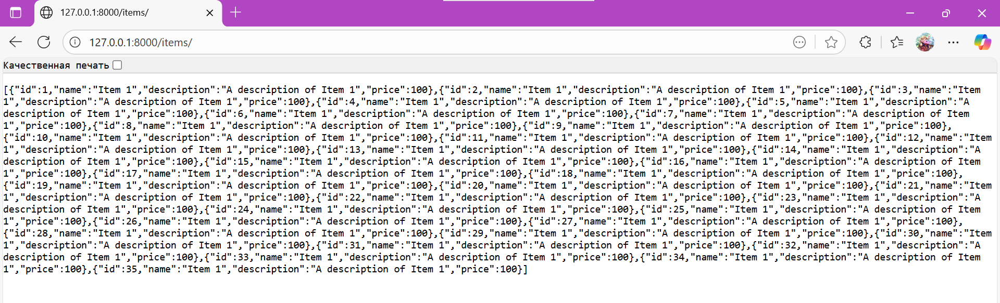 127.0.0.1:8000/items/
127.0.0.1:8000/items/
Качественная печать
[{"id":1,"name":"Item 1","description":"A description of Item 1","price":100},{"id":2,"name":"Item 1","description":"A description of Item 1","price":100},{"id":3,"name":"Item
1","description":"A description of Item 1","price":100},{"id":4,"name":"Item 1","description":"A description of Item 1","price":100},{"id":5,"name":"Item 1","description":"A
description of Item 1","price":100},{"id":6,"name":"Item 1","description":"A description of Item 1","price":100},{"id":7,"name":"Item 1","description":"A description of Item
1","price":100},{"id":8,"name":"Item 1","description":"A description of Item 1","price":100},{"id":9,"name":"Item 1","description":"A description of Item 1","price":100},
{"id":10,"name":"Item 1","description":"A description of Item 1","price":100},{"id":11,"name":"Item 1","description":"A description of Item 1","price":100},{"id":12,"name":"Item
1","description":"A description of Item 1","price":100},{"id":13,"name":"Item 1","description":"A description of Item 1","price":100},{"id":14,"name":"Item 1","description":"A
description of Item 1","price":100},{"id":15,"name":"Item 1","description":"A description of Item 1","price":100},{"id":16,"name":"Item 1","description":"A description of Item
1","price":100},{"id":17,"name":"Item 1","description":"A description of Item 1","price":100},{"id":18,"name":"Item 1","description":"A description of Item 1","price":100},
{"id":19,"name":"Item 1","description":"A description of Item 1","price":100},{"id":20,"name":"Item 1","description":"A description of Item 1","price":100},{"id":21,"name":"Item
1","description":"A description of Item 1","price":100},{"id":22,"name":"Item 1","description":"A description of Item 1","price":100},{"id":23,"name":"Item 1","description":"A
description of Item 1","price":100},{"id":24,"name":"Item 1","description":"A description of Item 1","price":100},{"id":25,"name":"Item 1","description":"A description of Item
1","price":100},{"id":26,"name":"Item 1","description":"A description of Item 1","price":100},{"id":27,"name":"Item 1","description":"A description of Item 1","price":100},
{"id":28,"name":"Item 1","description":"A description of Item 1","price":100},{"id":29,"name":"Item 1","description":"A description of Item 1","price":100},{"id":30,"name":"Item
1","description":"A description of Item 1","price":100},{"id":31,"name":"Item 1","description":"A description of Item 1","price":100},{"id":32,"name":"Item 1","description":"A
description of Item 1","price":100},{"id":33,"name":"Item 1","description":"A description of Item 1","price":100},{"id":34,"name":"Item 1","description":"A description of Item
1","price":100},{"id":35,"name":"Item 1","description":"A description of Item 1","price":100}]